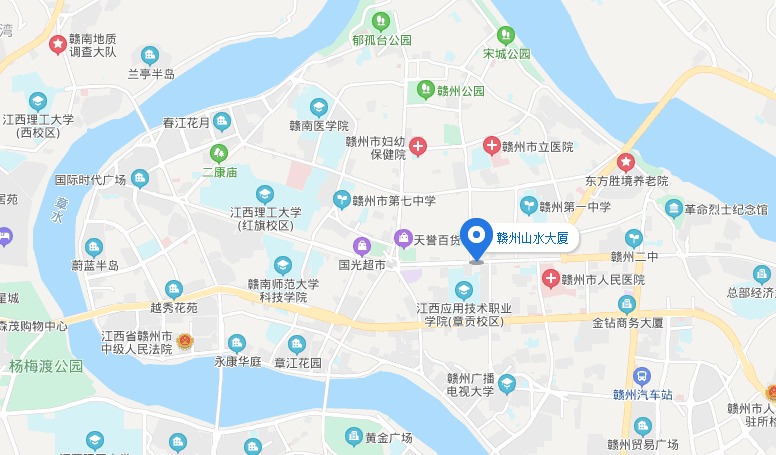 湾
赣南地质
调查大队
兰亭半岛
郁孤台公园
宋城公园
赣州公园
江西理工大学
(西校区)
春江花月
赣南医学院
赣州市妇幼
保健院
赣州市立医院
二康庙
东方胜境养老院
国际时代广场
江西理工大学
(红旗校区)
赣州市第七中学
赣州第一中学
革命烈士纪念馆
居苑
章水
天誉百货
赣州山水大厦
赣州二中
蔚蓝半岛
国光超市
赣州市人民医院
赣南师范大学
科技学院
总部经济
星城
越秀花苑
江西应用技术职业
学院(章贡校区)
金钻商务大厦
森茂购物中心
江西省赣州市
中级人民法院
杨梅渡公园
永康华庭
章江花园
赣州广播
电视大学
赣州汽车站
赣州市人
驻所检
黄金广场
赣州贸易广场